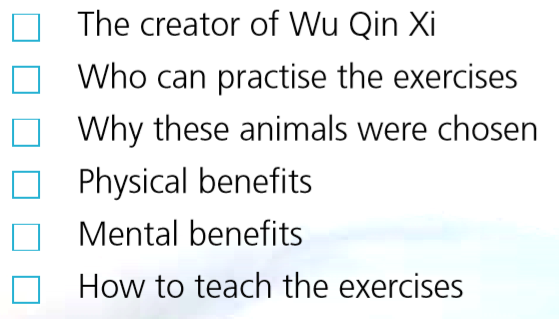 The creator of Wu Qin Xi
Who can practise the exercises
Why these animals were chosen
Physical benefits
Mental benefits
How to teach the exercises